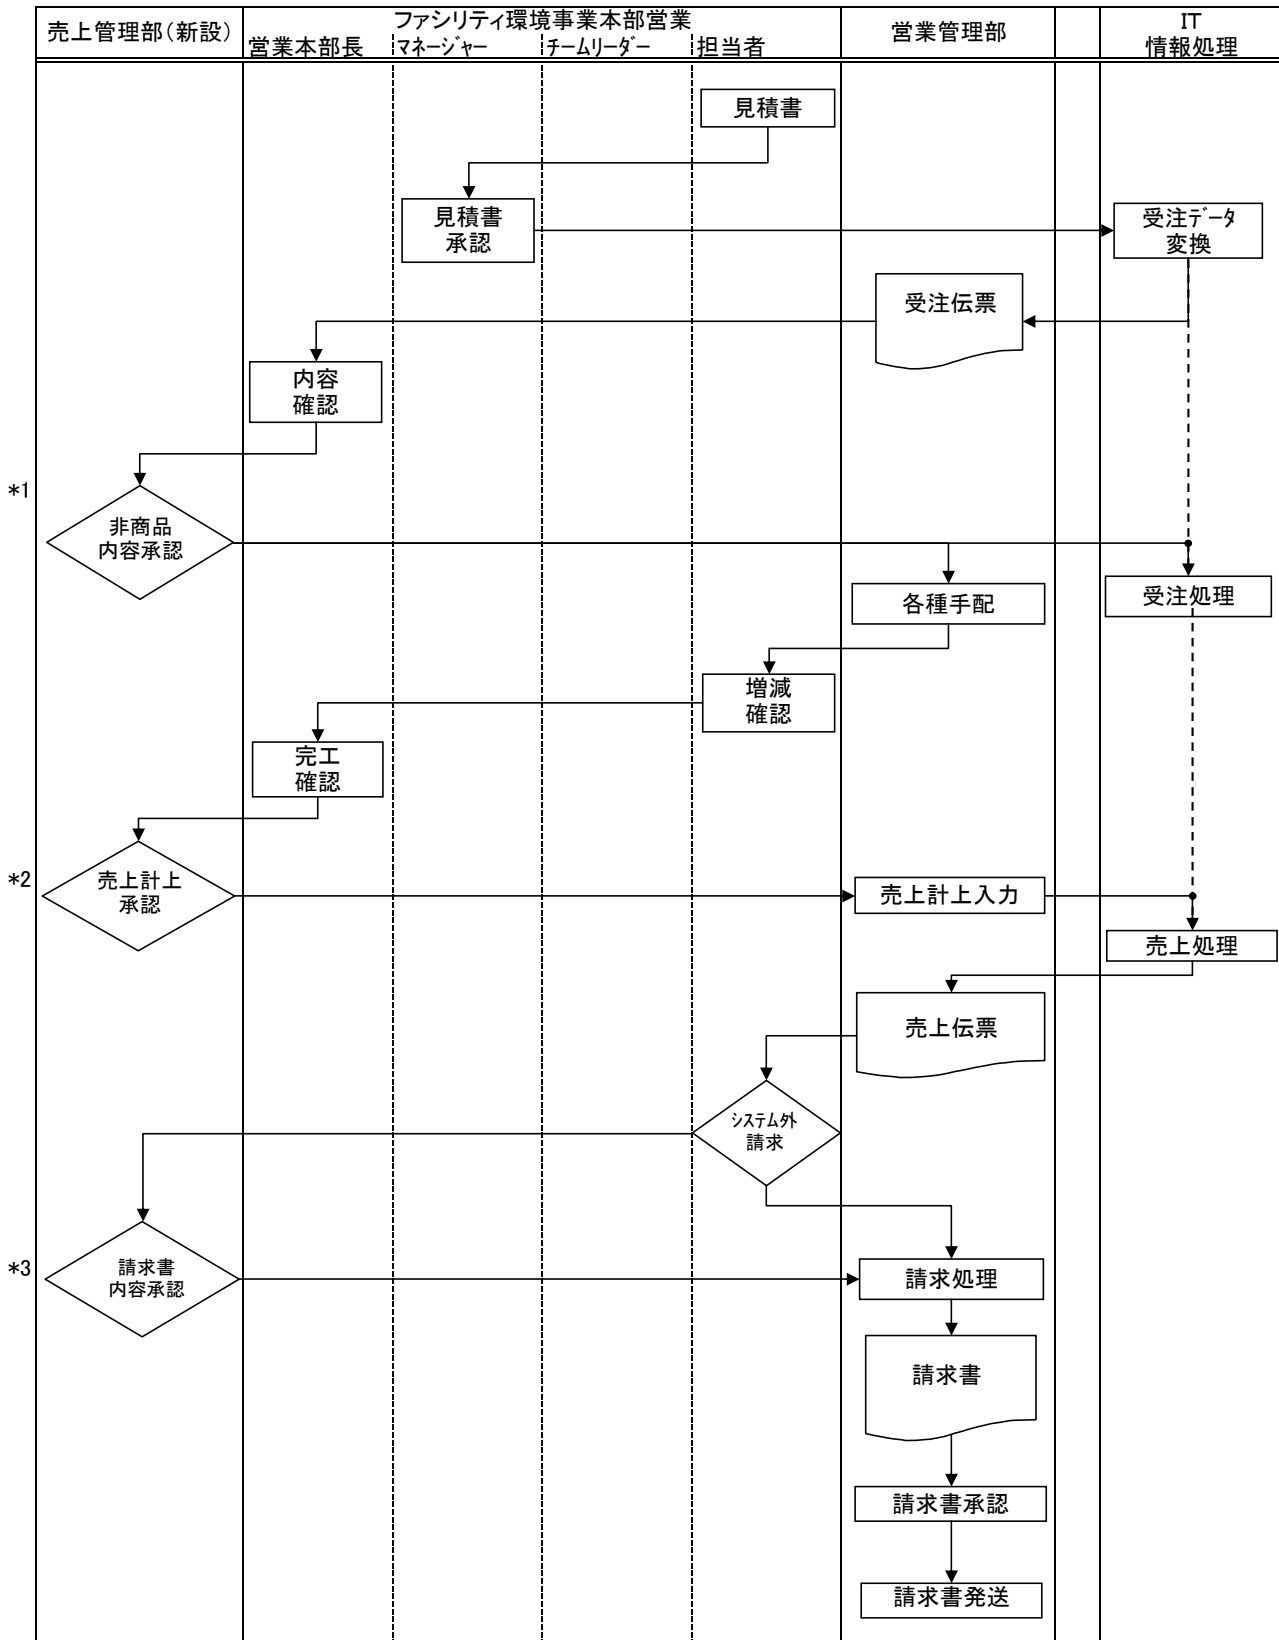 売上管理部(新設)
ファシリティ環境事業本部営業
営業本部長
マネージャー
チームリーダー
担当者
営業管理部
IT
情報処理
見積書
見積書
承認
受注データ
変換
受注伝票
内容
確認
*1
非商品
内容承認
各種手配
受注処理
増減
確認
完工
確認
*2
売上計上
承認
売上計上入力
売上処理
売上伝票
システム外
請求
*3
請求書
内容承認
請求処理
請求書
請求書承認
請求書発送